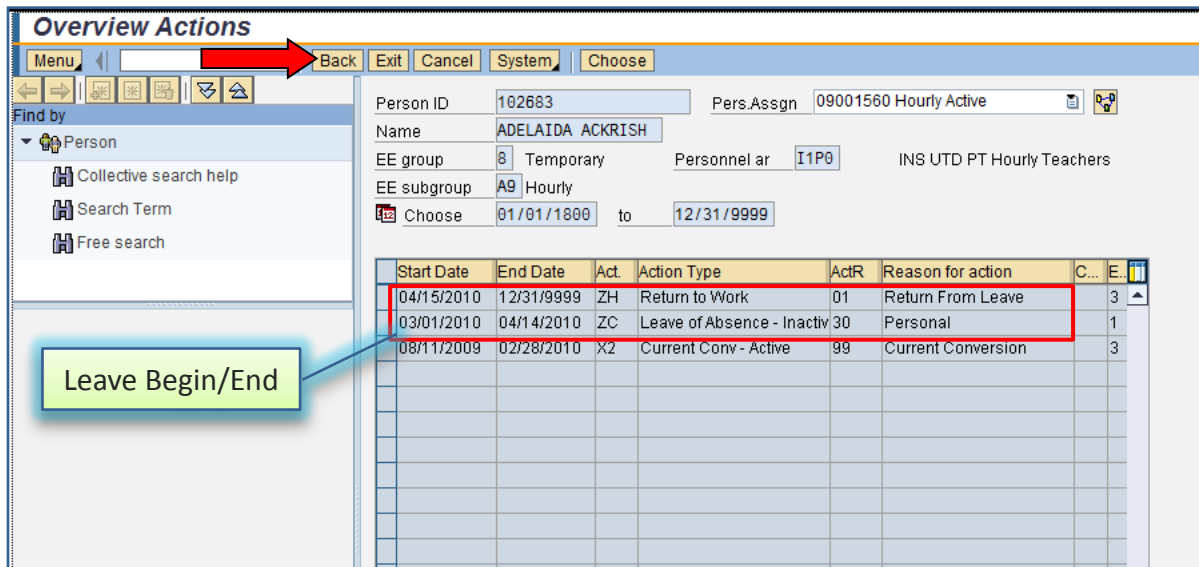 Overview Actions
Menu Back Exit Cancel System Choose
Find by
Person
Collective search help
Search Term
Free search
Person ID 102683 Pers.Assgn 09001560 Hourly Active
Name ADELAIDA ACKRISH
EE group 8 Temporary Personnel ar I1P0 INS UTD PT Hourly Teachers
EE subgroup A9 Hourly
12 Choose 01/01/1800 to 12/31/9999
Start Date End Date Act. Action Type ActR Reason for action C... E..
04/15/2010 12/31/9999 ZH Return to Work 01 Return From Leave 3
03/01/2010 04/14/2010 ZC Leave of Absence - Inactiv 30 Personal 1
08/11/2009 02/28/2010 X2 Current Conv - Active 99 Current Conversion 3
Leave Begin/End